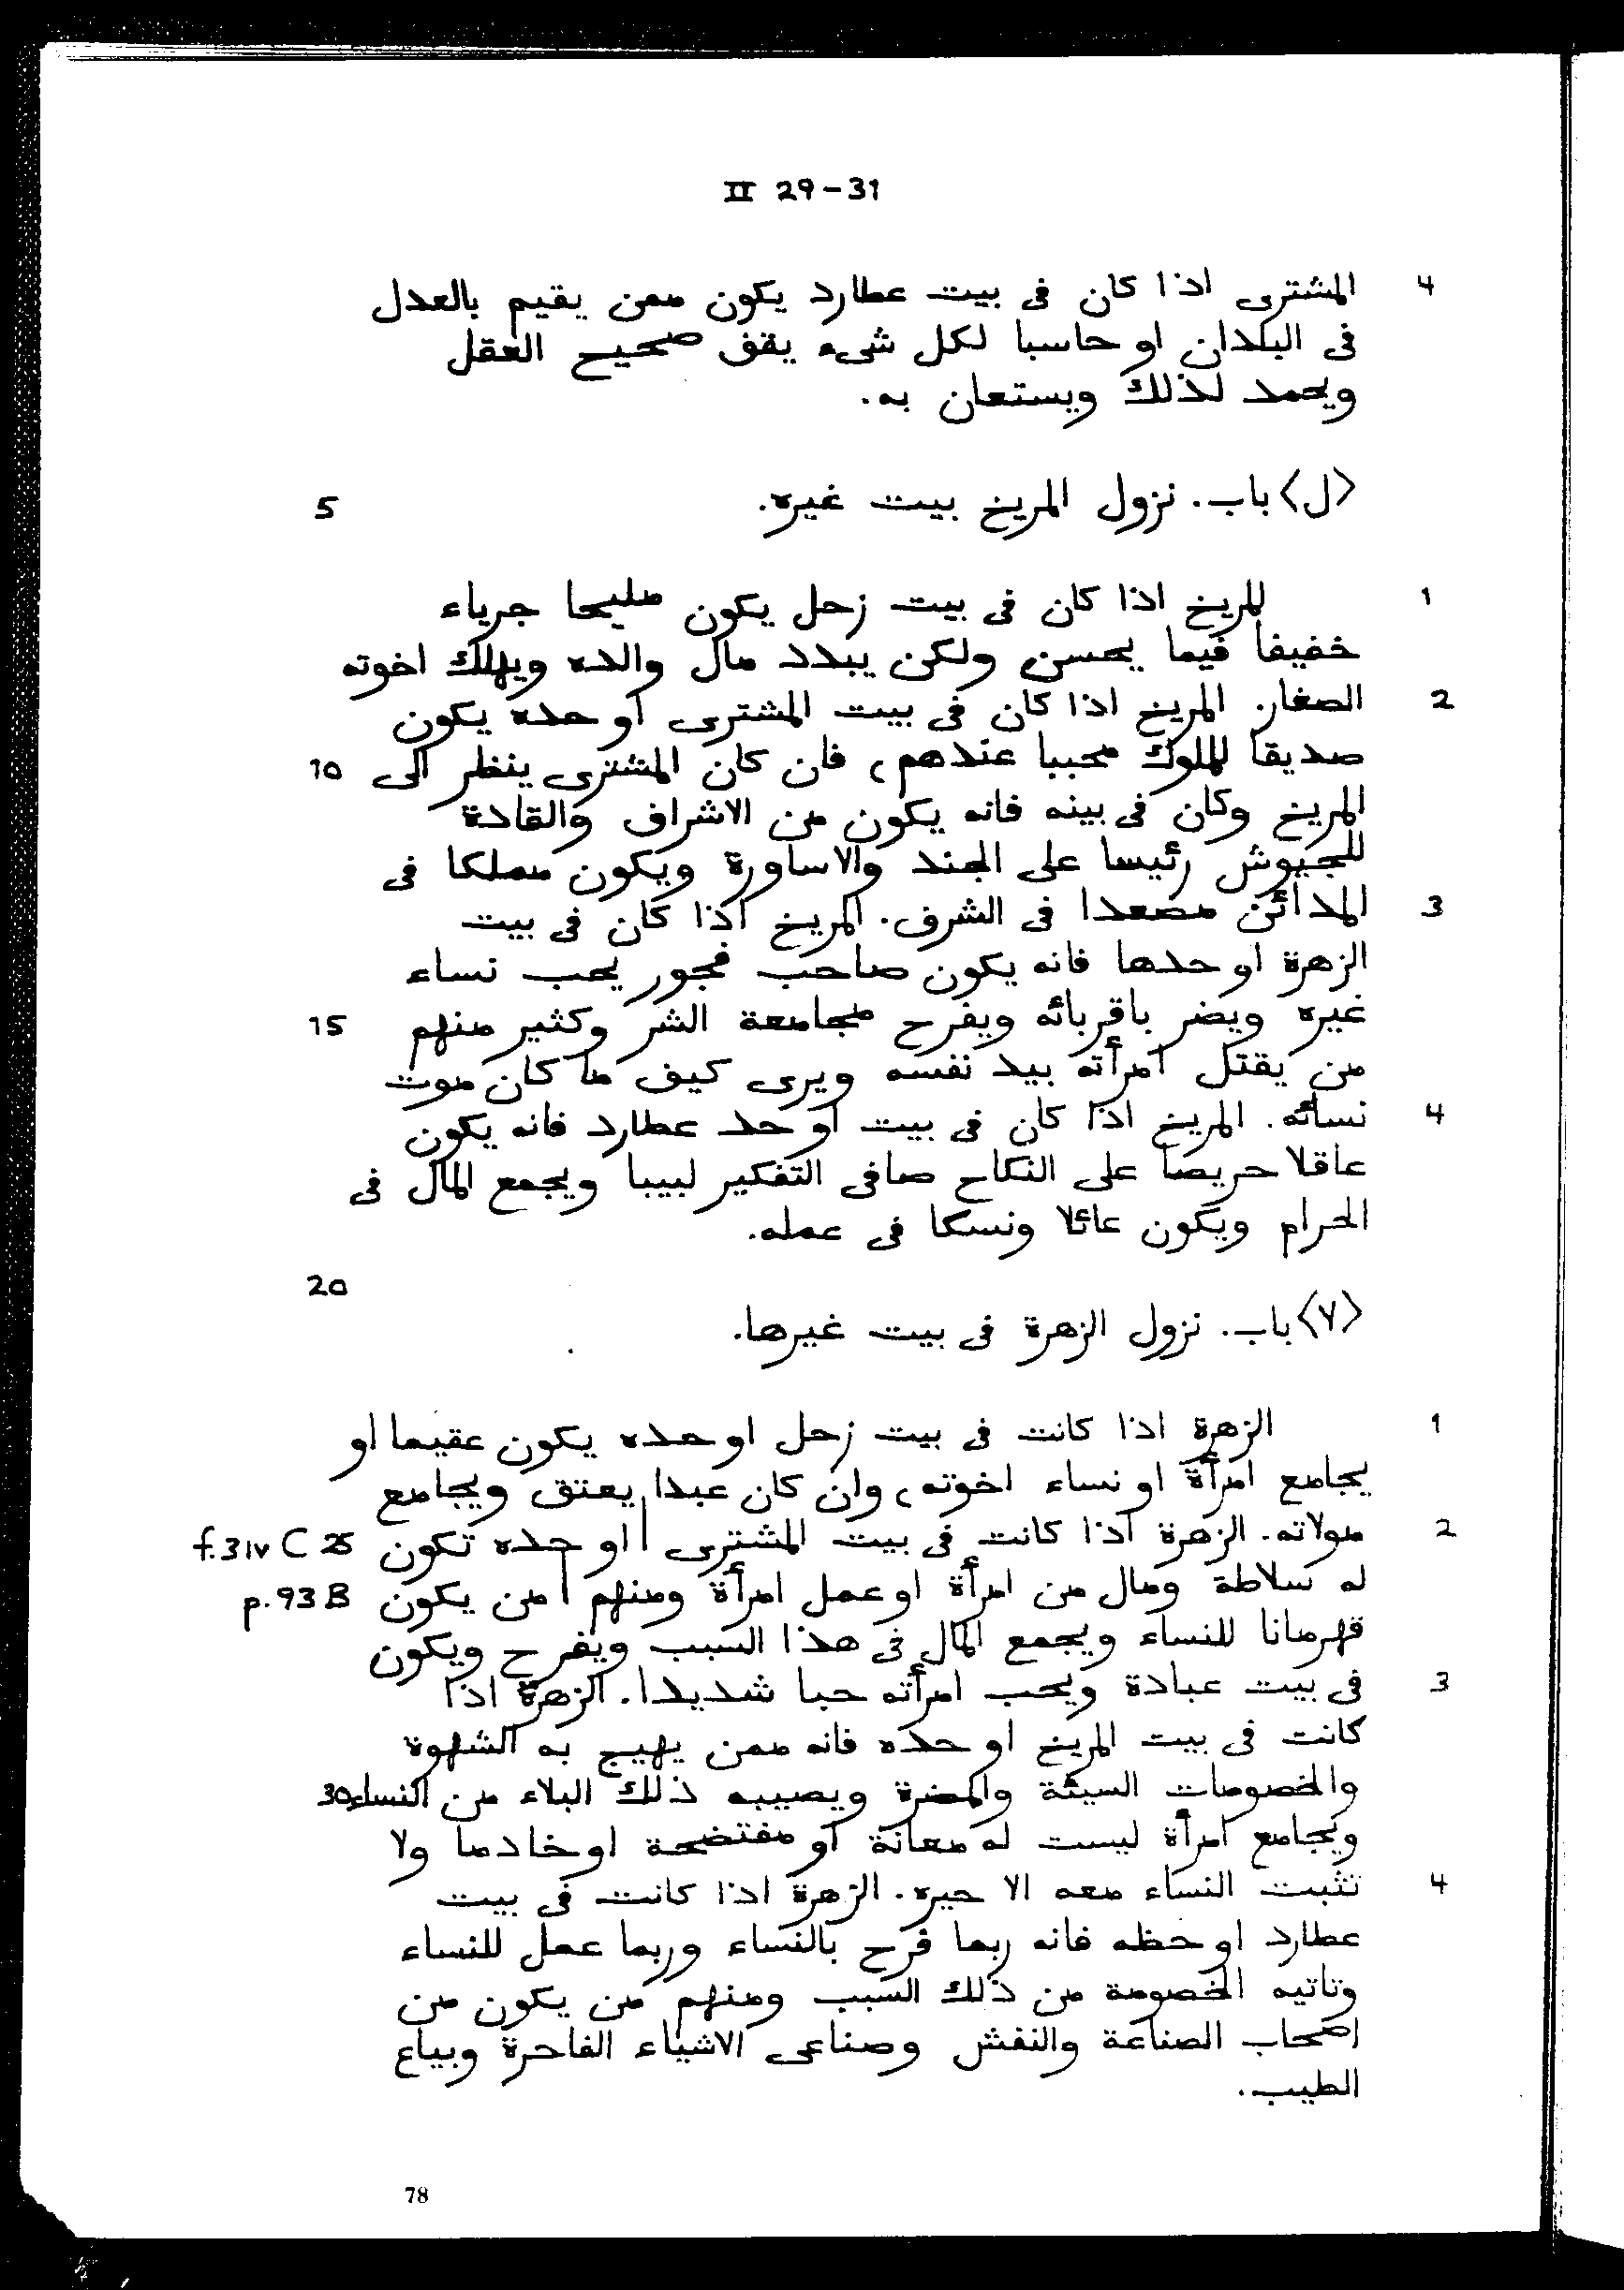 II 29-31
4 المشترى اذا كان فى بيت عطارد يكون ممن يقيم بالعدل
فى البلدان او حاسبا لكل شىء يقف صحيح العقل
ويحمد لذلك ويستعان به.
5 <ل> باب. نزول المريخ بيت غيره.
1 للمريخ اذا كان فى بيت زحل يكون مليحا جرياء
خفيفا فيما يحسن ولكن يبدد مال والده ويهلك اخوته
2 الصغار. المريخ اذا كان فى بيت المشترى او حده يكون
صديقا للملوك محببا عندهم، فان كان المشترى ينظر الى 10
المريخ وكان فى بينه فانه يكون من الاشراف والقادة
للجيوش رئيسا على الجند والاساورة ويكون مملكا فى
3 المدائن مصعدا فى الشرف. المريخ اذا كان فى بيت
الزهرة او حدها فانه يكون صاحب فجور يحب نساء
غيره ويضر باقربائه ويفرح مجامعة الشر وكثير منهم 15
من يقتل امرأته بيد نفسه ويرى كيف ما كان موت
4 نسائه. المريخ اذا كان فى بيت او حد عطارد فانه يكون
عاقلا حريصا على النكاح صافى التفكير لبيبا ويجمع المال فى
الحرام ويكون عائلا ونسكا فى عمله.
20
<لا> باب. نزول الزهرة فى بيت غيرها.
1 الزهرة اذا كانت فى بيت زحل او حده يكون عقيما او
يجامع امرأة او نساء اخوته، وان كان عبدا يعتق ويجامع
2 مولاته. الزهرة اذا كانت فى بيت المشترى | او حده تكون 25 f.31v C
له سلاطة ومال من امرأة او عمل امرأة ومنهم | من يكون p.93 B
قهرمانا للنساء ويجمع المال فى هذا السبب ويفرح ويكون
3 فى بيت عبادة ويحب امرأته حبا شديدا. الزهرة اذا
كانت فى بيت المريخ او حده فانه ممن يهيج به الشهوة
والخصومات السيئة والمضرة ويصيبه ذلك البلاء من النساء 30
ويجامع امرأة ليست له معانة او مفتضحة او خادما ولا
4 تثبت النساء معه الا حيره. الزهرة اذا كانت فى بيت
عطارد او حظه فانه ربما فرح بالنساء وربما عمل للنساء
وتاتيه الخصومة من ذلك السبب ومنهم من يكون من
اصحاب الصناعة والنفش وصناعى الاشياء الفاحرة وبياع
الطيب.
78